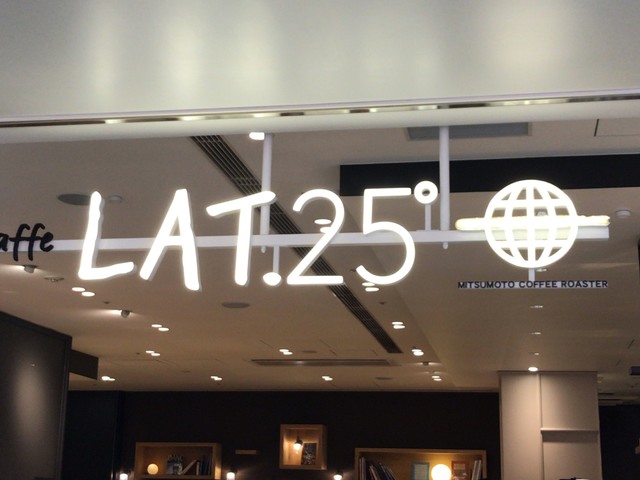 affe LAT.25°
MITSUMOTO COFFEE ROASTER